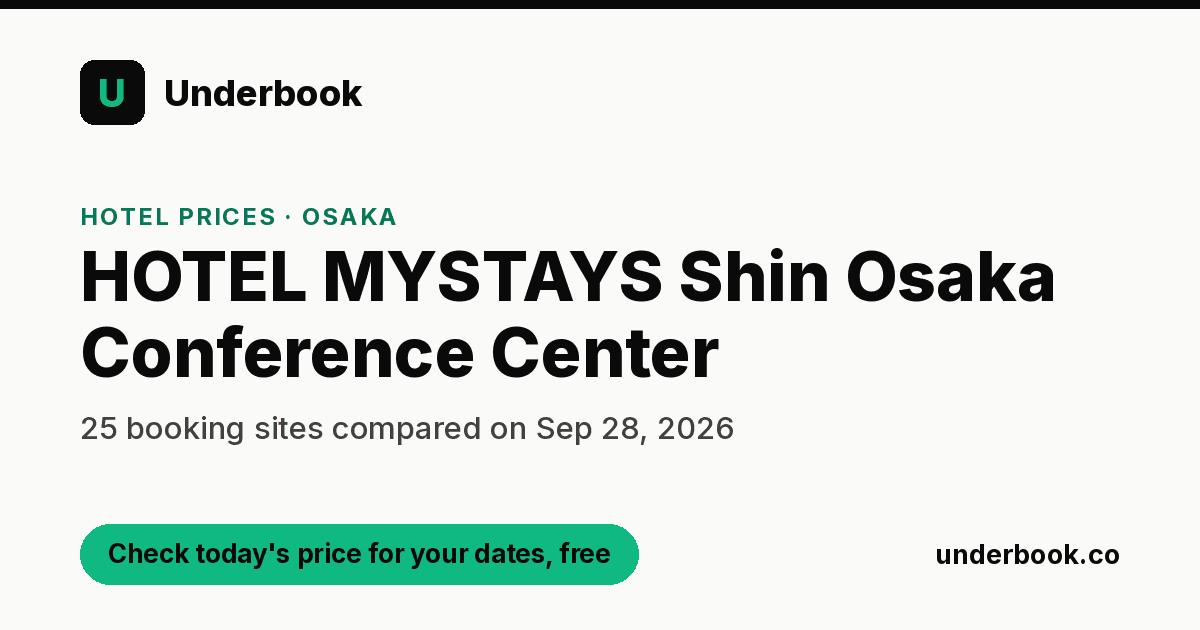 U
Underbook
HOTEL PRICES · OSAKA
HOTEL MYSTAYS Shin Osaka
Conference Center
25 booking sites compared on Sep 28, 2026
Check today's price for your dates, free
underbook.co